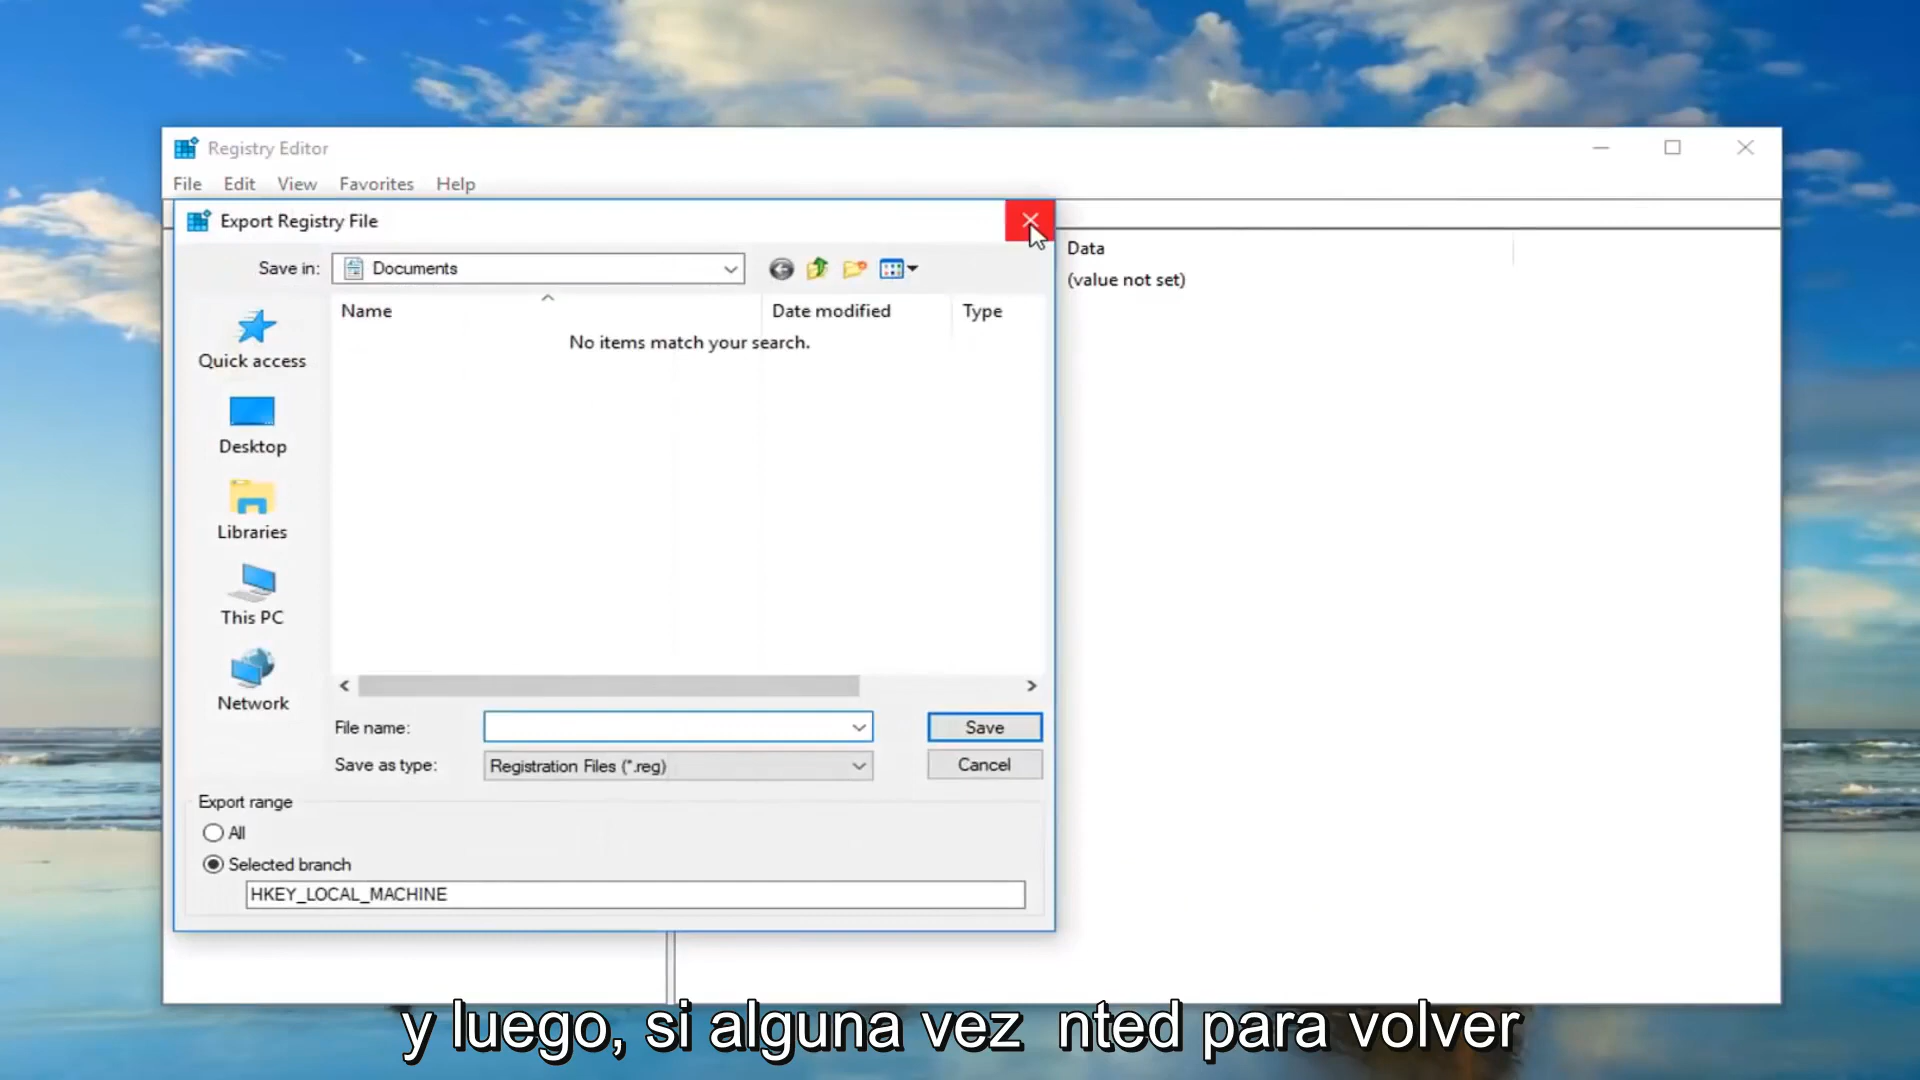 Registry Editor
File Edit View Favorites Help
Export Registry File
Save in: Documents
Data
(value not set)
Name Date modified Type
No items match your search.
Quick access
Desktop
Libraries
This PC
Network
File name: Save
Save as type: Registration Files (*.reg) Cancel
Export range
All
Selected branch
HKEY_LOCAL_MACHINE
y luego, si alguna vez nted para volver